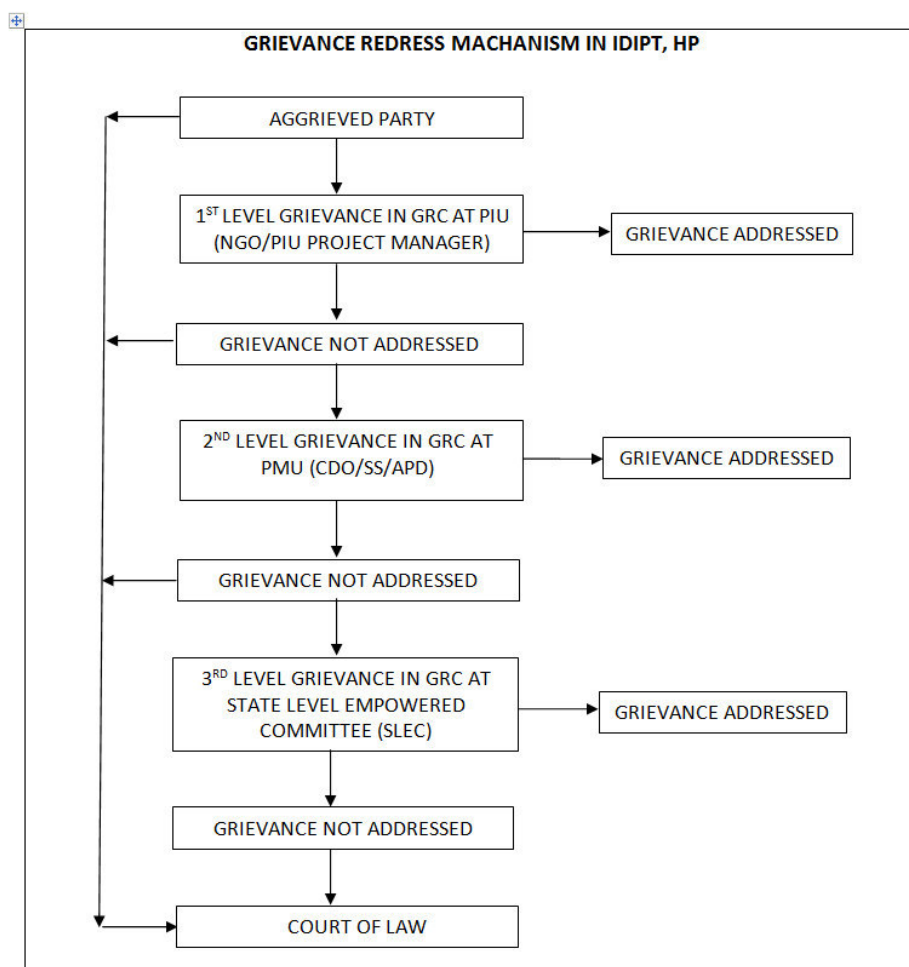 GRIEVANCE REDRESS MACHANISM IN IDIPT, HP
AGGRIEVED PARTY
1ST LEVEL GRIEVANCE IN GRC AT PIU
(NGO/PIU PROJECT MANAGER)
GRIEVANCE ADDRESSED
GRIEVANCE NOT ADDRESSED
2ND LEVEL GRIEVANCE IN GRC AT
PMU (CDO/SS/APD)
GRIEVANCE ADDRESSED
GRIEVANCE NOT ADDRESSED
3RD LEVEL GRIEVANCE IN GRC AT
STATE LEVEL EMPOWERED
COMMITTEE (SLEC)
GRIEVANCE ADDRESSED
GRIEVANCE NOT ADDRESSED
COURT OF LAW